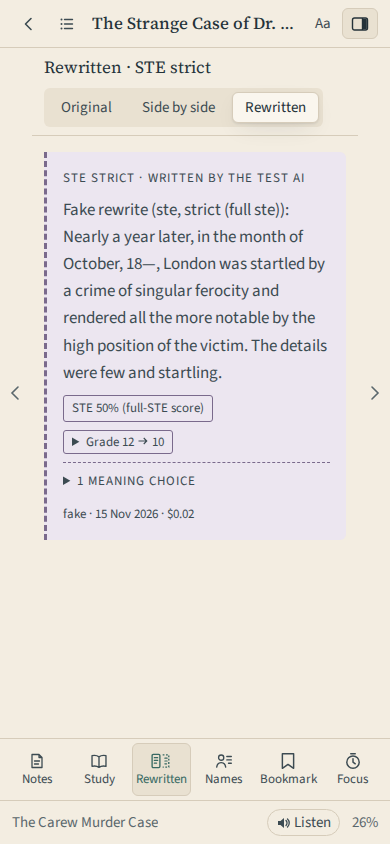 The Strange Case of Dr. ...
Aa
Rewritten · STE strict
Original
Side by side
Rewritten
STE STRICT · WRITTEN BY THE TEST AI
Fake rewrite (ste, strict (full ste)):
Nearly a year later, in the month of
October, 18—, London was startled by
a crime of singular ferocity and
rendered all the more notable by the
high position of the victim. The details
were few and startling.
STE 50% (full-STE score)
Grade 12 → 10
1 MEANING CHOICE
fake · 15 Nov 2026 · $0.02
Notes
Study
Rewritten
Names
Bookmark
Focus
The Carew Murder Case
Listen
26%